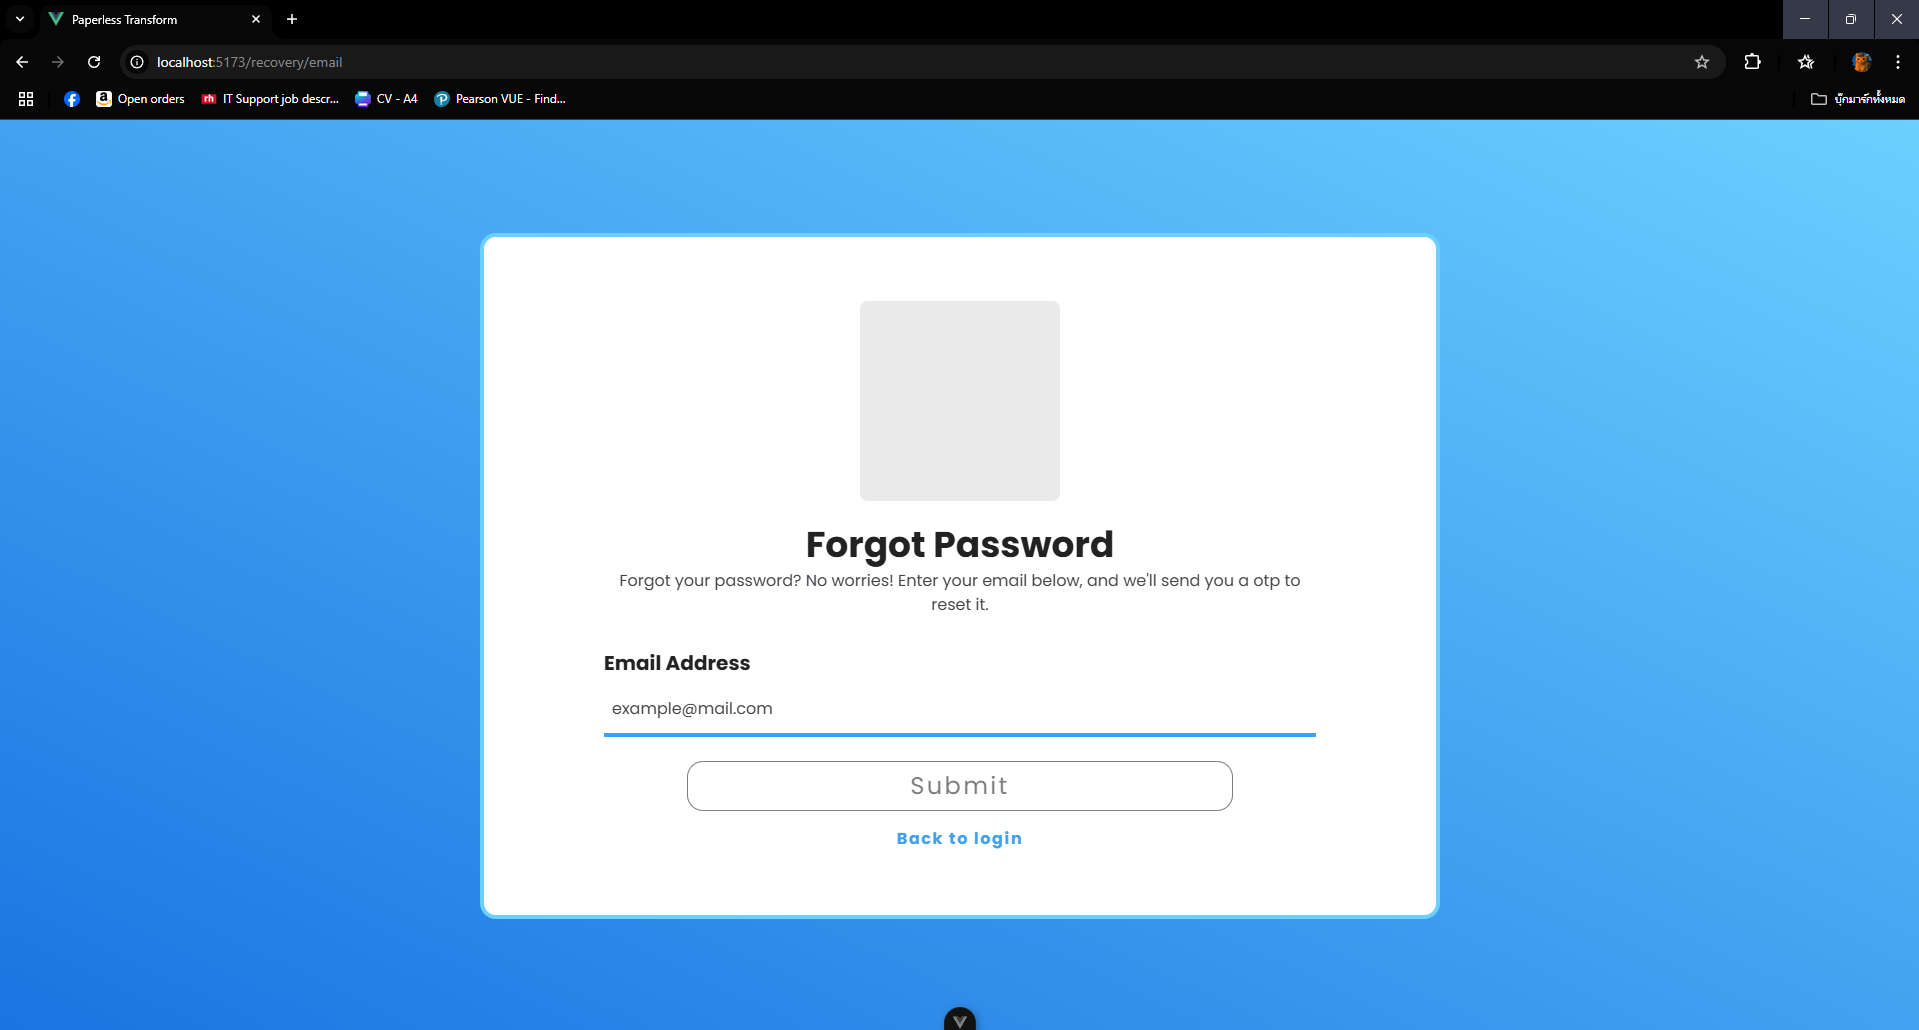 Paperless Transform
localhost:5173/recovery/email
Open orders
rh
IT Support job descr...
CV - A4
Pearson VUE - Find...
บุ๊กมาร์กทั้งหมด
Forgot Password
Forgot your password? No worries! Enter your email below, and we'll send you a otp to
reset it.
Email Address
example@mail.com
Submit
Back to login